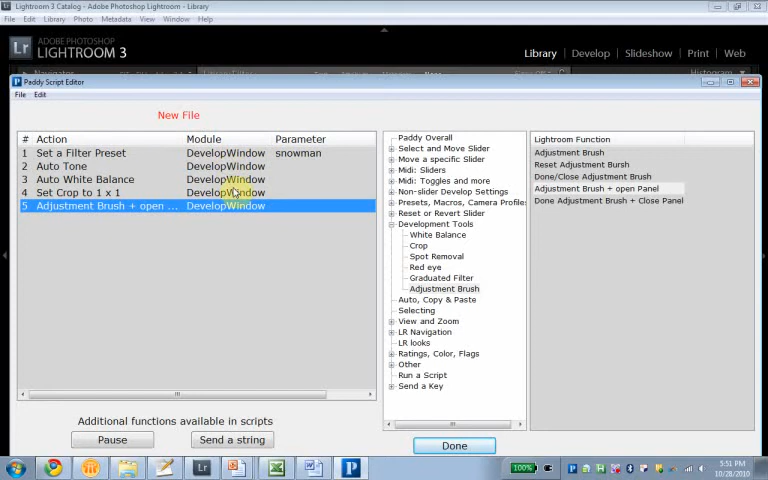 Lightroom 3 Catalog - Adobe Photoshop Lightroom - Library
File Edit Library Photo Metadata View Window Help
Lr ADOBE PHOTOSHOP
LIGHTROOM 3
Library | Develop | Slideshow | Print | Web
Paddy Script Editor
File Edit
New File
# Action Module Parameter
1 Set a Filter Preset DevelopWindow snowman
2 Auto Tone DevelopWindow
3 Auto White Balance DevelopWindow
4 Set Crop to 1 x 1 DevelopWindow
5 Adjustment Brush + open ... DevelopWindow
Additional functions available in scripts
Pause Send a string
Paddy Overall
Select and Move Slider
Move a specific Slider
Midi: Sliders
Midi: Toggles and more
Non-slider Develop Settings
Presets, Macros, Camera Profiles
Reset or Revert Slider
Development Tools
White Balance
Crop
Spot Removal
Red eye
Graduated Filter
Adjustment Brush
Auto, Copy & Paste
Selecting
View and Zoom
LR Navigation
LR looks
Ratings, Color, Flags
Other
Run a Script
Send a Key
Done
Lightroom Function
Adjustment Brush
Reset Adjustment Bursh
Done/Close Adjustment Brush
Adjustment Brush + open Panel
Done Adjustment Brush + Close Panel
Lr P W X P
100% 5:51 PM
10/28/2010